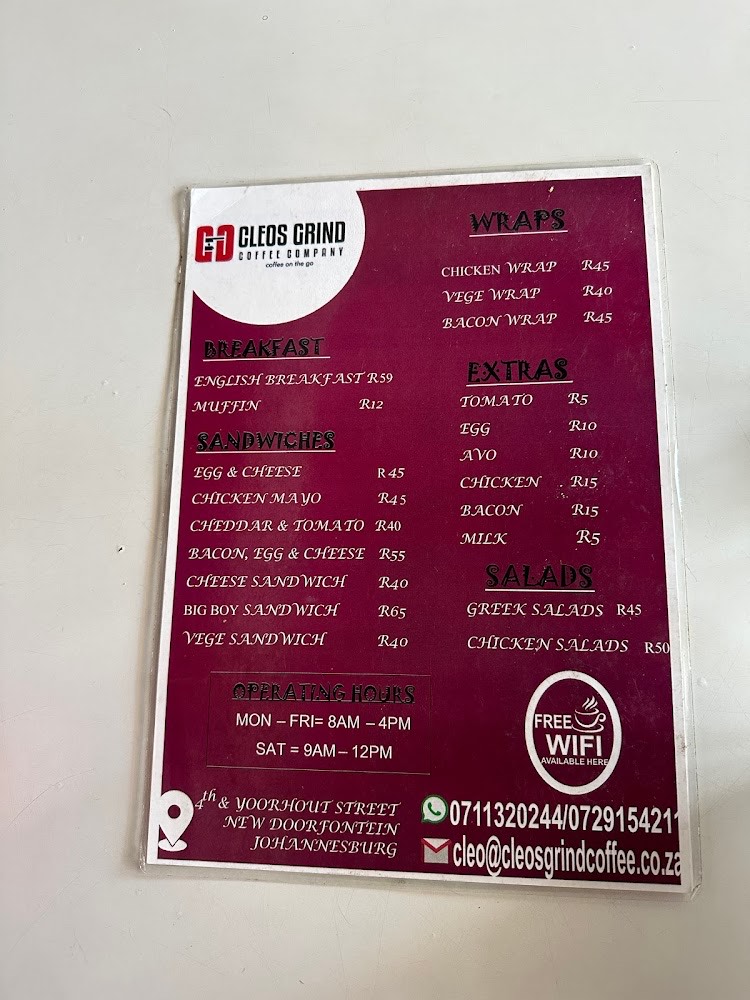 CLEOS GRIND
COFFEE COMPANY
coffee on the go
BREAKFAST
ENGLISH BREAKFAST R59
MUFFIN R12
SANDWICHES
EGG & CHEESE R45
CHICKEN MAYO R45
CHEDDAR & TOMATO R40
BACON, EGG & CHEESE R55
CHEESE SANDWICH R40
BIG BOY SANDWICH R65
VEGE SANDWICH R40
OPERATING HOURS
MON – FRI= 8AM – 4PM
SAT = 9AM – 12PM
4th & YOORHOUT STREET
NEW DOORFONTEIN
JOHANNESBURG
WRAPS
CHICKEN WRAP R45
VEGE WRAP R40
BACON WRAP R45
EXTRAS
TOMATO R5
EGG R10
AVO R10
CHICKEN . R15
BACON R15
MILK R5
SALADS
GREEK SALADS R45
CHICKEN SALADS R50
FREE
WIFI
AVAILABLE HERE
0711320244/0729154211
cleo@cleosgrindcoffee.co.za